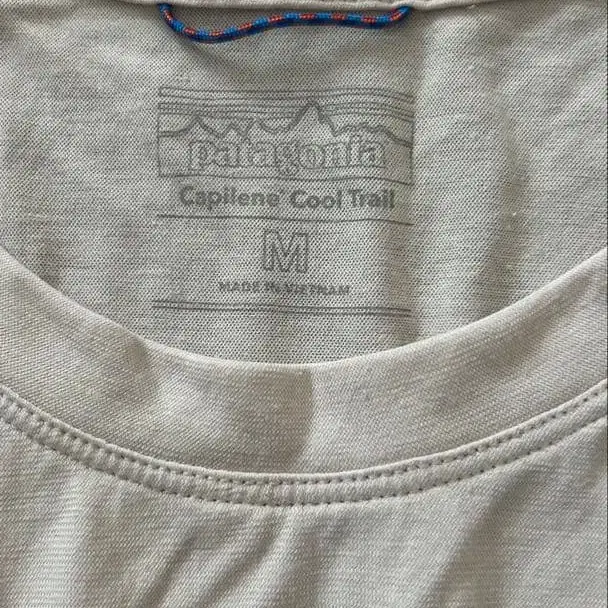 patagonia
Capilene® Cool Trail
M
MADE IN VIETNAM